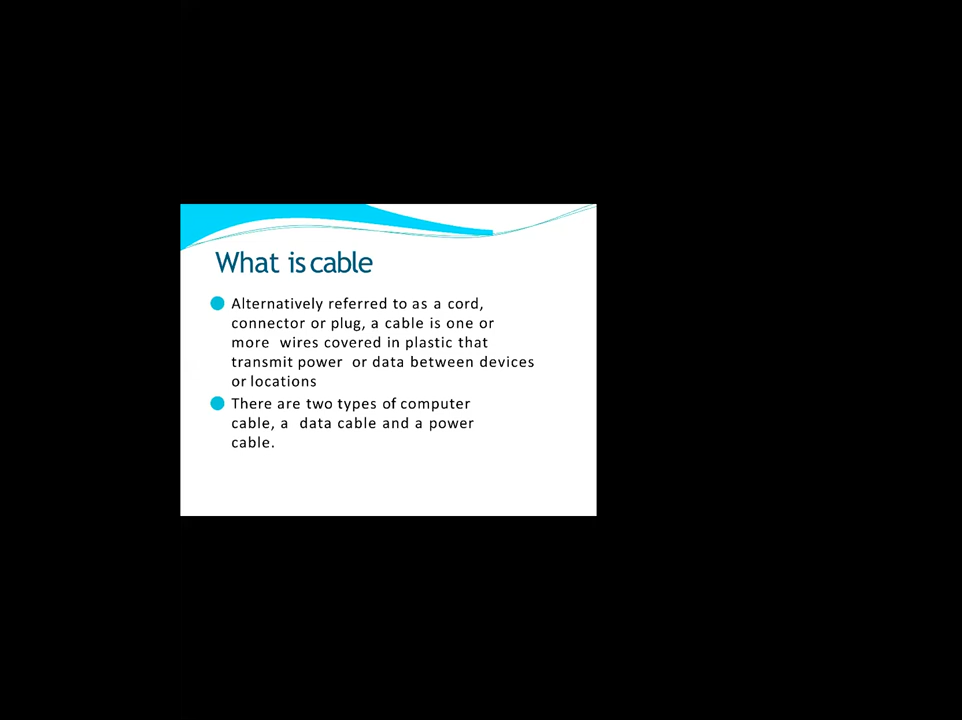 What is cable
Alternatively referred to as a cord,
connector or plug, a cable is one or
more wires covered in plastic that
transmit power or data between devices
or locations
There are two types of computer
cable, a data cable and a power
cable.